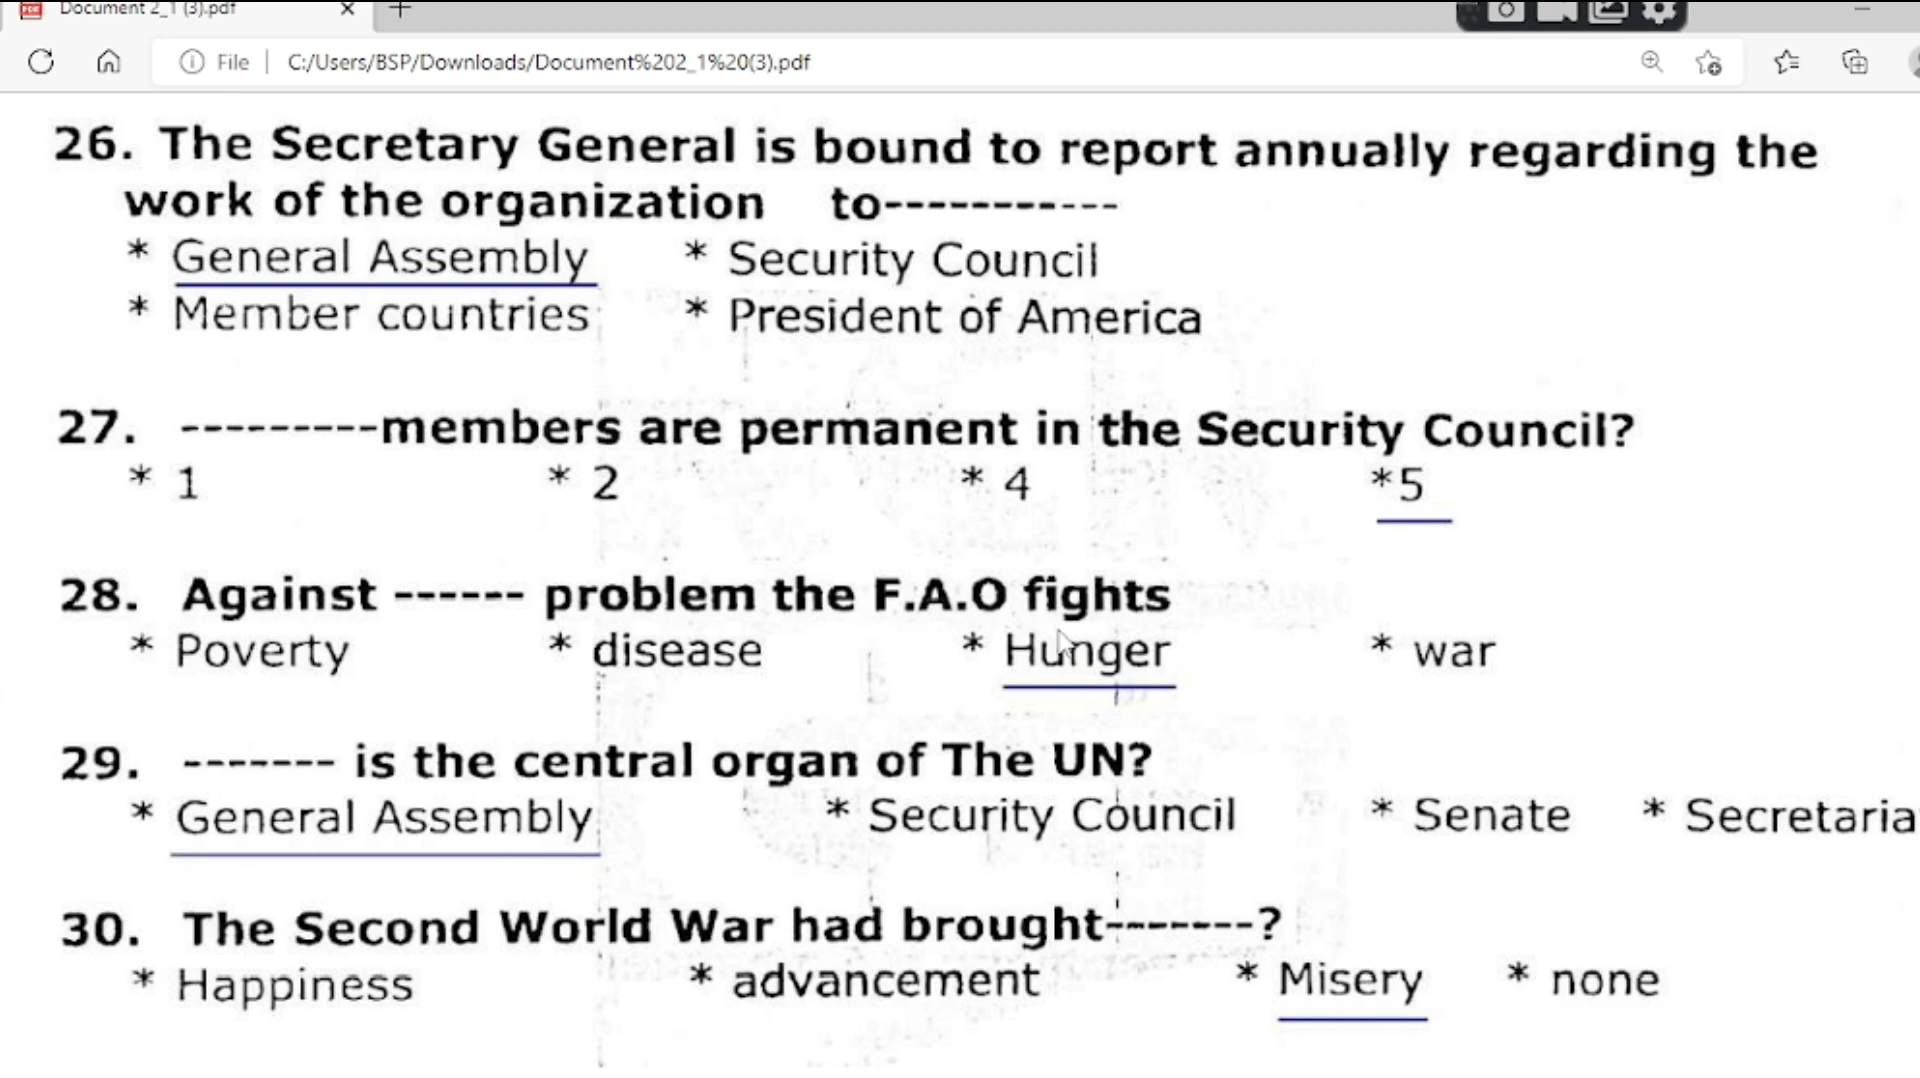 Document 2_1 (3).pdf
File C:/Users/BSP/Downloads/Document%202_1%20(3).pdf
26. The Secretary General is bound to report annually regarding the
work of the organization to-----------
* General Assembly * Security Council
* Member countries * President of America
27. ---------members are permanent in the Security Council?
* 1 * 2 * 4 *5
28. Against ------ problem the F.A.O fights
* Poverty * disease * Hunger * war
29. ------- is the central organ of The UN?
* General Assembly * Security Council * Senate * Secretaria
30. The Second World War had brought-------?
* Happiness * advancement * Misery * none